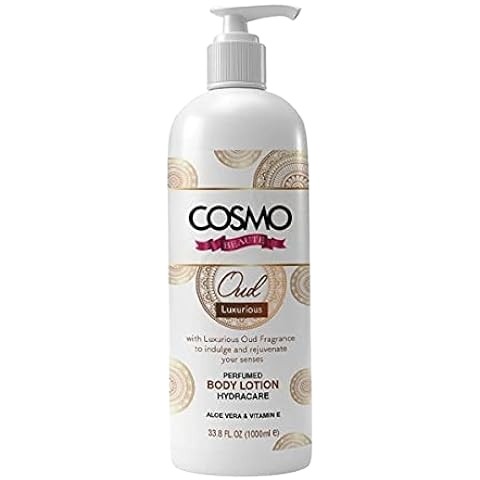 COSMO
BEAUTÉ
Oud
Luxurious
with Luxurious Oud Fragrance
to indulge and rejuvenate
your senses
PERFUMED
BODY LOTION
HYDRACARE
ALOE VERA & VITAMIN E
33.8 FL.OZ (1000ml e)